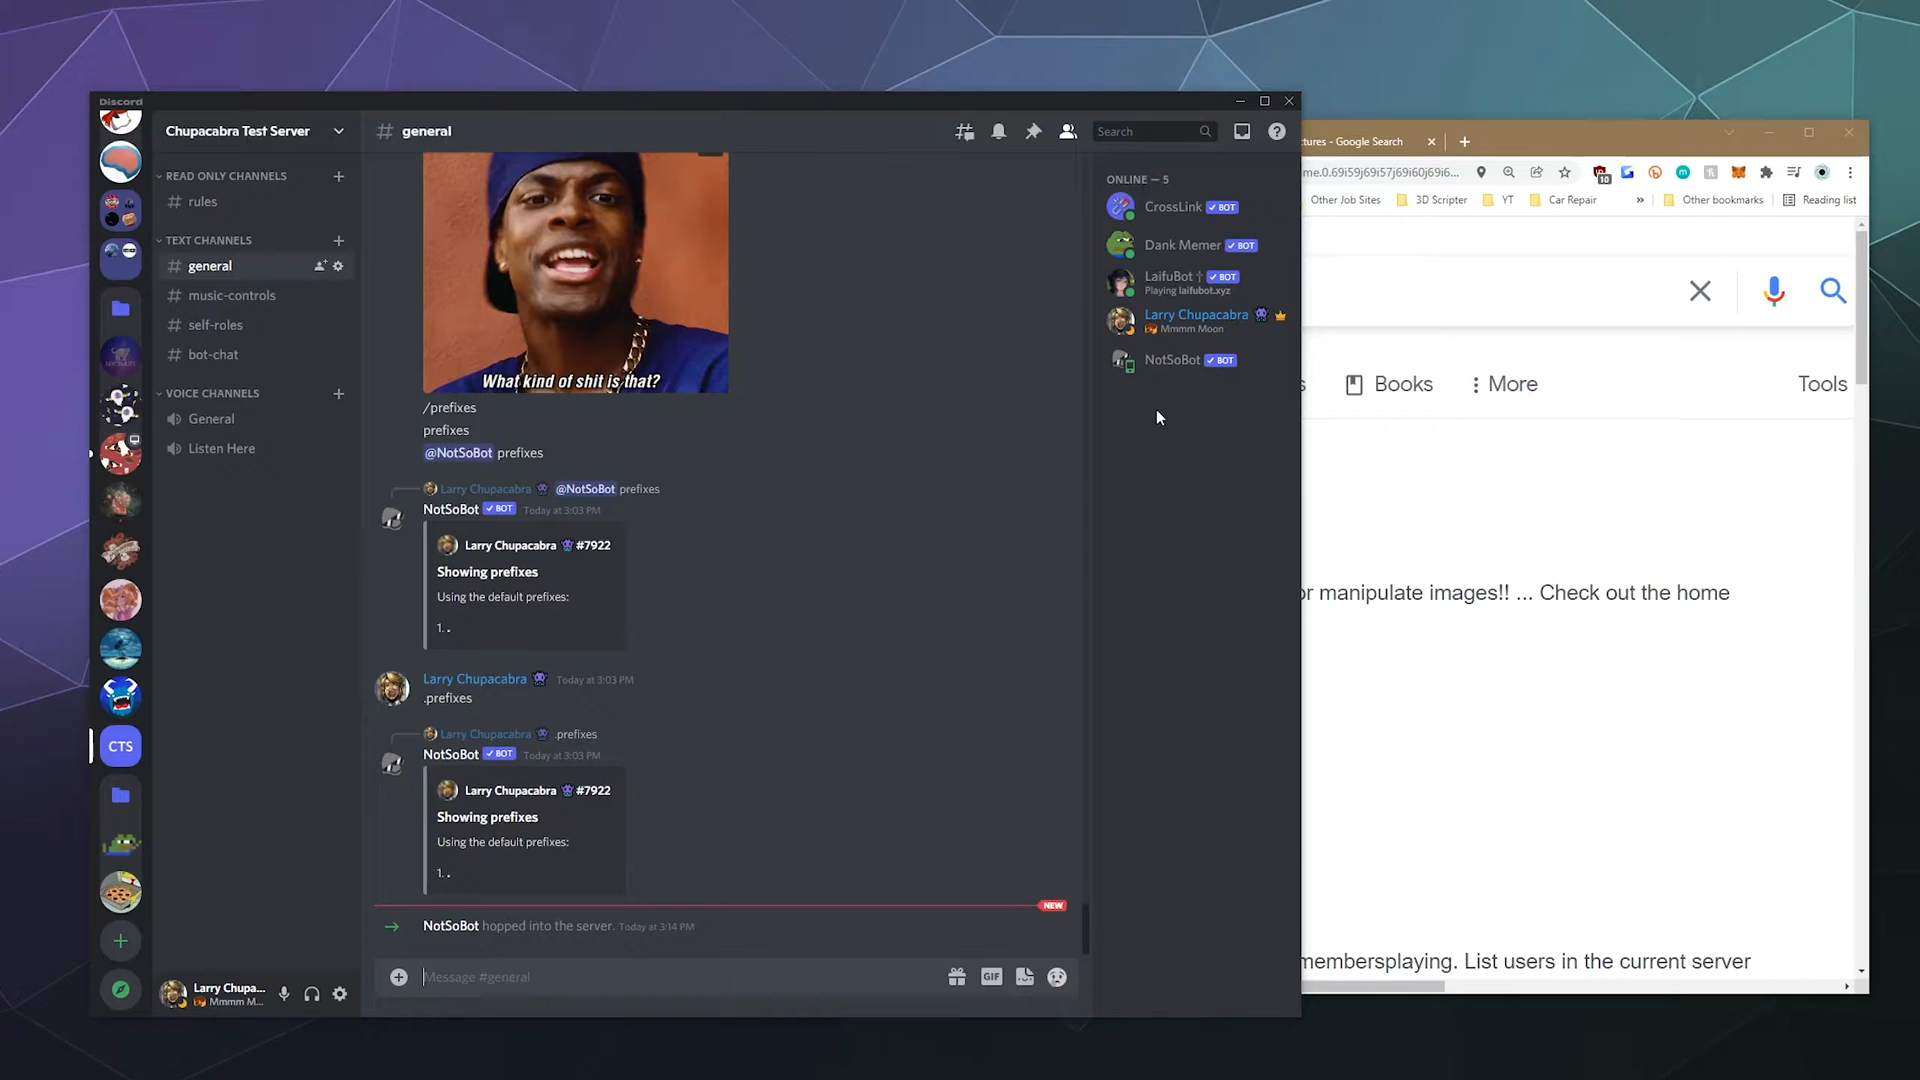 Discord
Chupacabra Test Server
READ ONLY CHANNELS
rules
TEXT CHANNELS
general
music-controls
self-roles
bot-chat
VOICE CHANNELS
General
Listen Here
CTS
Larry Chupa...
Mmmm M...
# general
Search
What kind of shit is that?
/prefixes
prefixes
@NotSoBot prefixes
Larry Chupacabra @NotSoBot prefixes
NotSoBot BOT Today at 3:03 PM
Larry Chupacabra #7922
Showing prefixes
Using the default prefixes:
1. .
Larry Chupacabra Today at 3:03 PM
.prefixes
Larry Chupacabra .prefixes
NotSoBot BOT Today at 3:03 PM
Larry Chupacabra #7922
Showing prefixes
Using the default prefixes:
1. .
NEW
NotSoBot hopped into the server. Today at 3:14 PM
Message #general
GIF
ONLINE — 5
CrossLink BOT
Dank Memer BOT
LaifuBot † BOT
Playing laifubot.xyz
Larry Chupacabra
Mmmm Moon
NotSoBot BOT
tures - Google Search
me.0.69i59j69i57j69i60j69i6...
10
Other Job Sites
3D Scripter
YT
Car Repair
»
Other bookmarks
Reading list
s
Books
More
Tools
or manipulate images!! ... Check out the home
membersplaying. List users in the current server